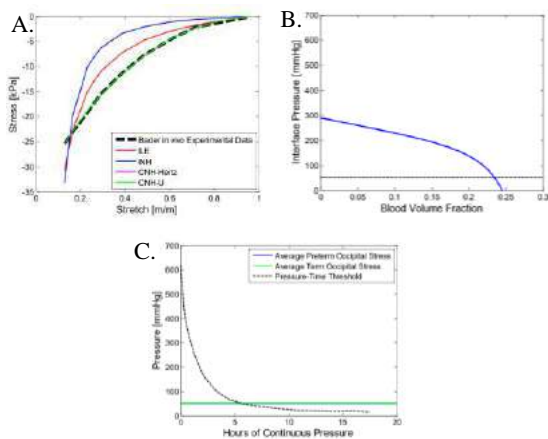 A.
0
-5
-10
-15
-20
-25
-30
-35
Stress [kPa]
0.2 0.4 0.6 0.8 1
Stretch [m/m]
Bader in vivo Experimental Data
ILE
INH
CNH-Hertz
CNH-U
B.
700
600
500
400
300
200
100
0
Interface Pressure [mmHg]
0 0.05 0.1 0.15 0.2 0.25 0.3
Blood Volume Fraction
C.
700
600
500
400
300
200
100
0
Pressure [mmHg]
0 5 10 15 20
Hours of Continuous Pressure
Average Preterm Occipital Stress
Average Term Occipital Stress
Pressure-Time Threshold